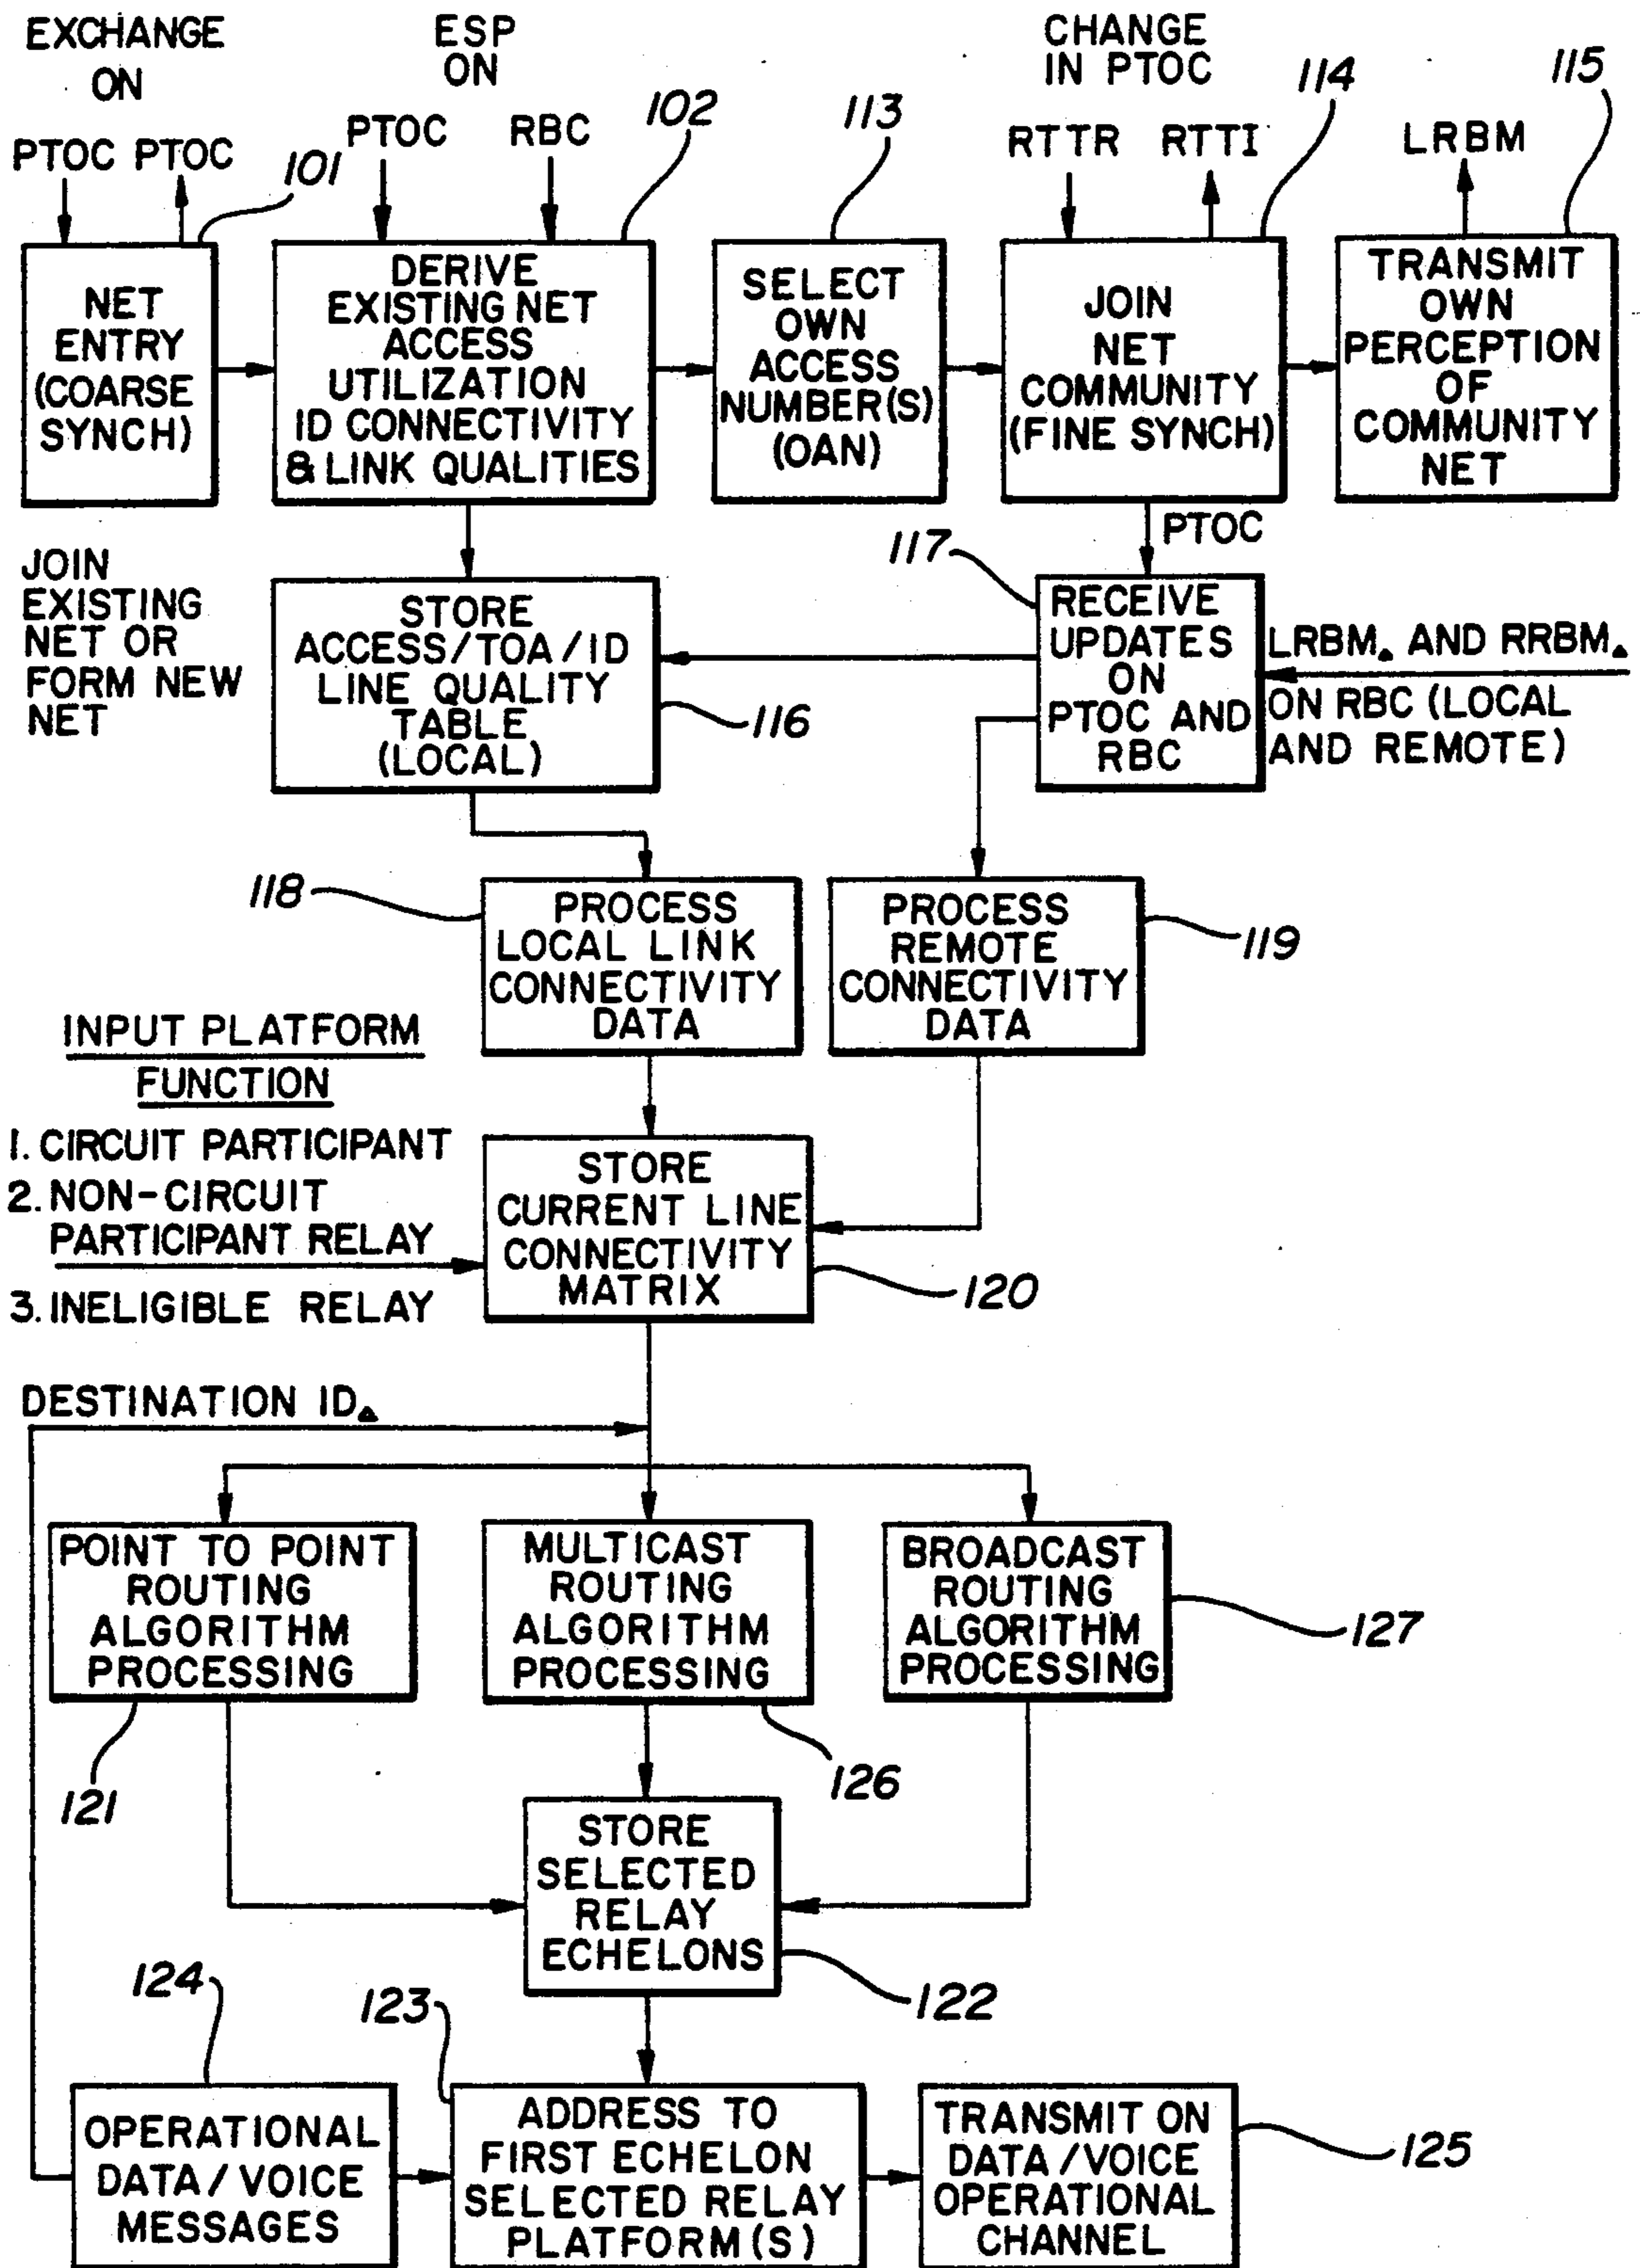 EXCHANGE
ON
PTOC PTOC
101
ESP
ON
PTOC RBC
102
113
CHANGE
IN PTOC
RTTR RTTI
114
115
LRBM
NET
ENTRY
(COARSE
SYNCH)
DERIVE
EXISTING NET
ACCESS
UTILIZATION
ID CONNECTIVITY
& LINK QUALITIES
SELECT
OWN
ACCESS
NUMBER(S)
(OAN)
JOIN
NET
COMMUNITY
(FINE SYNCH)
TRANSMIT
OWN
PERCEPTION
OF
COMMUNITY
NET
JOIN
EXISTING
NET OR
FORM NEW
NET
STORE
ACCESS/TOA/ID
LINE QUALITY
TABLE
(LOCAL)
116
117
PTOC
RECEIVE
UPDATES
ON
PTOC AND
RBC
LRBM▲ AND RRBM▲
ON RBC (LOCAL
AND REMOTE)
118
PROCESS
LOCAL LINK
CONNECTIVITY
DATA
PROCESS
REMOTE
CONNECTIVITY
DATA
119
INPUT PLATFORM
FUNCTION
1. CIRCUIT PARTICIPANT
2. NON-CIRCUIT
PARTICIPANT RELAY
3. INELIGIBLE RELAY
STORE
CURRENT LINE
CONNECTIVITY
MATRIX
120
DESTINATION ID▲
POINT TO POINT
ROUTING
ALGORITHM
PROCESSING
121
MULTICAST
ROUTING
ALGORITHM
PROCESSING
126
BROADCAST
ROUTING
ALGORITHM
PROCESSING
127
STORE
SELECTED
RELAY
ECHELONS
122
124
123
OPERATIONAL
DATA/VOICE
MESSAGES
ADDRESS TO
FIRST ECHELON
SELECTED RELAY
PLATFORM(S)
TRANSMIT ON
DATA/VOICE
OPERATIONAL
CHANNEL
125